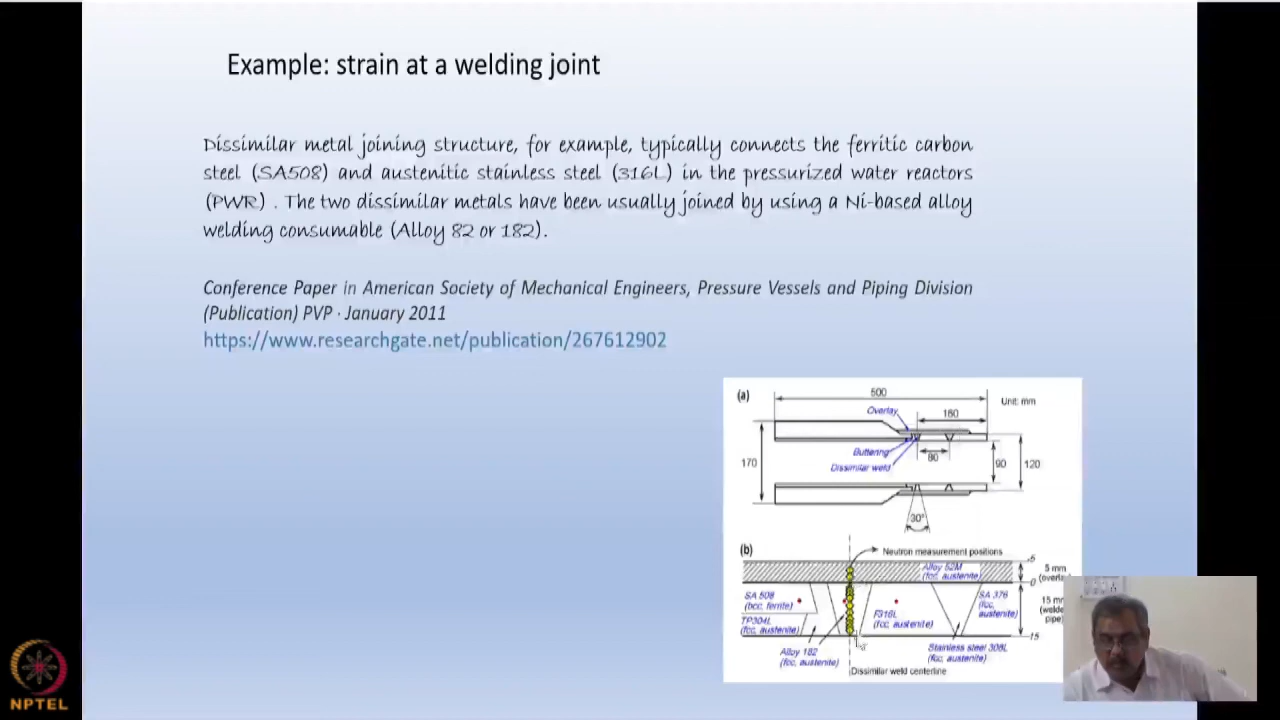 Example: strain at a welding joint
Dissimilar metal joining structure, for example, typically connects the ferritic carbon
steel (SA508) and austenitic stainless steel (316L) in the pressurized water reactors
(PWR) . The two dissimilar metals have been usually joined by using a Ni-based alloy
welding consumable (Alloy 82 or 182).
Conference Paper in American Society of Mechanical Engineers, Pressure Vessels and Piping Division
(Publication) PVP · January 2011
https://www.researchgate.net/publication/267612902
(a)
Unit: mm
Overlay
160
Buttering
Dissimilar weld
80
170
90
120
30°
(b)
Neutron measurement positions
Alloy 52M
(fcc, austenite)
0
5 mm
SA 508
(bcc, ferrite)
TP304L
(fcc, austenite)
F316L
(fcc, austenite)
SA 376
(fcc,
austenite)
15
Alloy 182
(fcc, austenite)
Stainless steel 308L
(fcc, austenite)
Dissimilar weld centerline
NPTEL